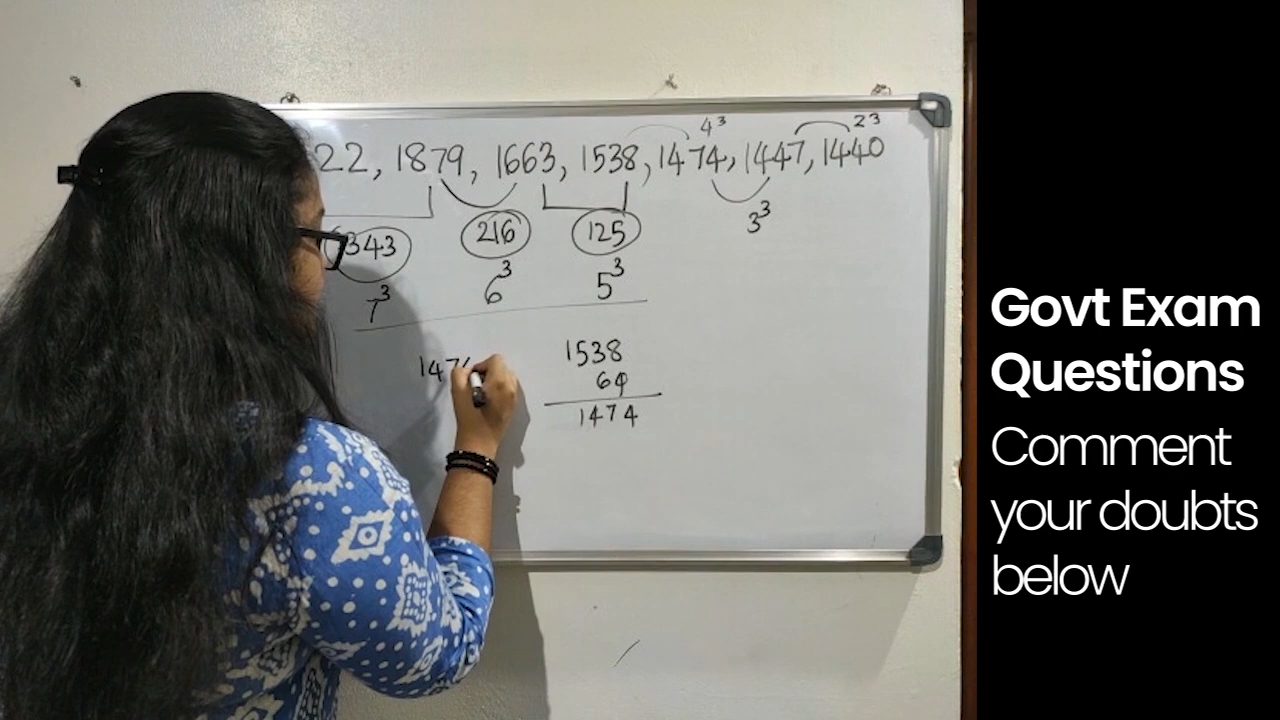 4³ 2³
22, 1879, 1663, 1538, 1474, 1447, 1440
343 216 125 3³
7³ 6³ 5³
1538
64
1474
Govt Exam
Questions
Comment
your doubts
below